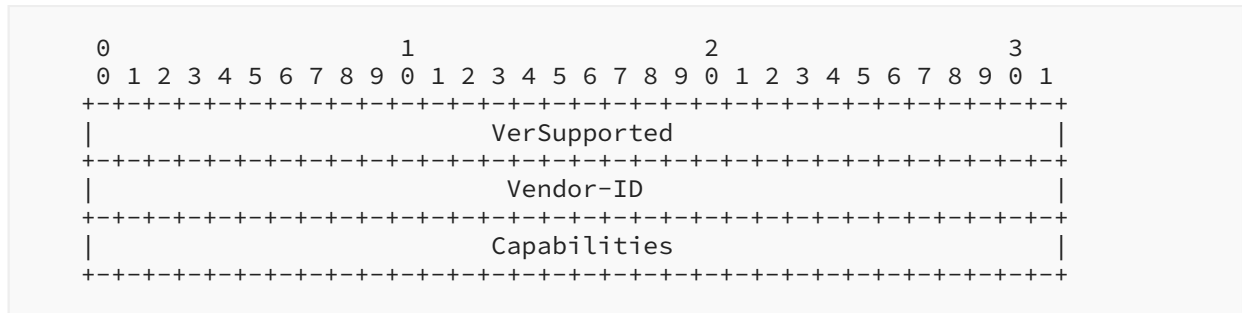 0                   1                   2                   3
0 1 2 3 4 5 6 7 8 9 0 1 2 3 4 5 6 7 8 9 0 1 2 3 4 5 6 7 8 9 0 1
+-+-+-+-+-+-+-+-+-+-+-+-+-+-+-+-+-+-+-+-+-+-+-+-+-+-+-+-+-+-+-+-+
|                          VerSupported                         |
+-+-+-+-+-+-+-+-+-+-+-+-+-+-+-+-+-+-+-+-+-+-+-+-+-+-+-+-+-+-+-+-+
|                           Vendor-ID                           |
+-+-+-+-+-+-+-+-+-+-+-+-+-+-+-+-+-+-+-+-+-+-+-+-+-+-+-+-+-+-+-+-+
|                          Capabilities                         |
+-+-+-+-+-+-+-+-+-+-+-+-+-+-+-+-+-+-+-+-+-+-+-+-+-+-+-+-+-+-+-+-+